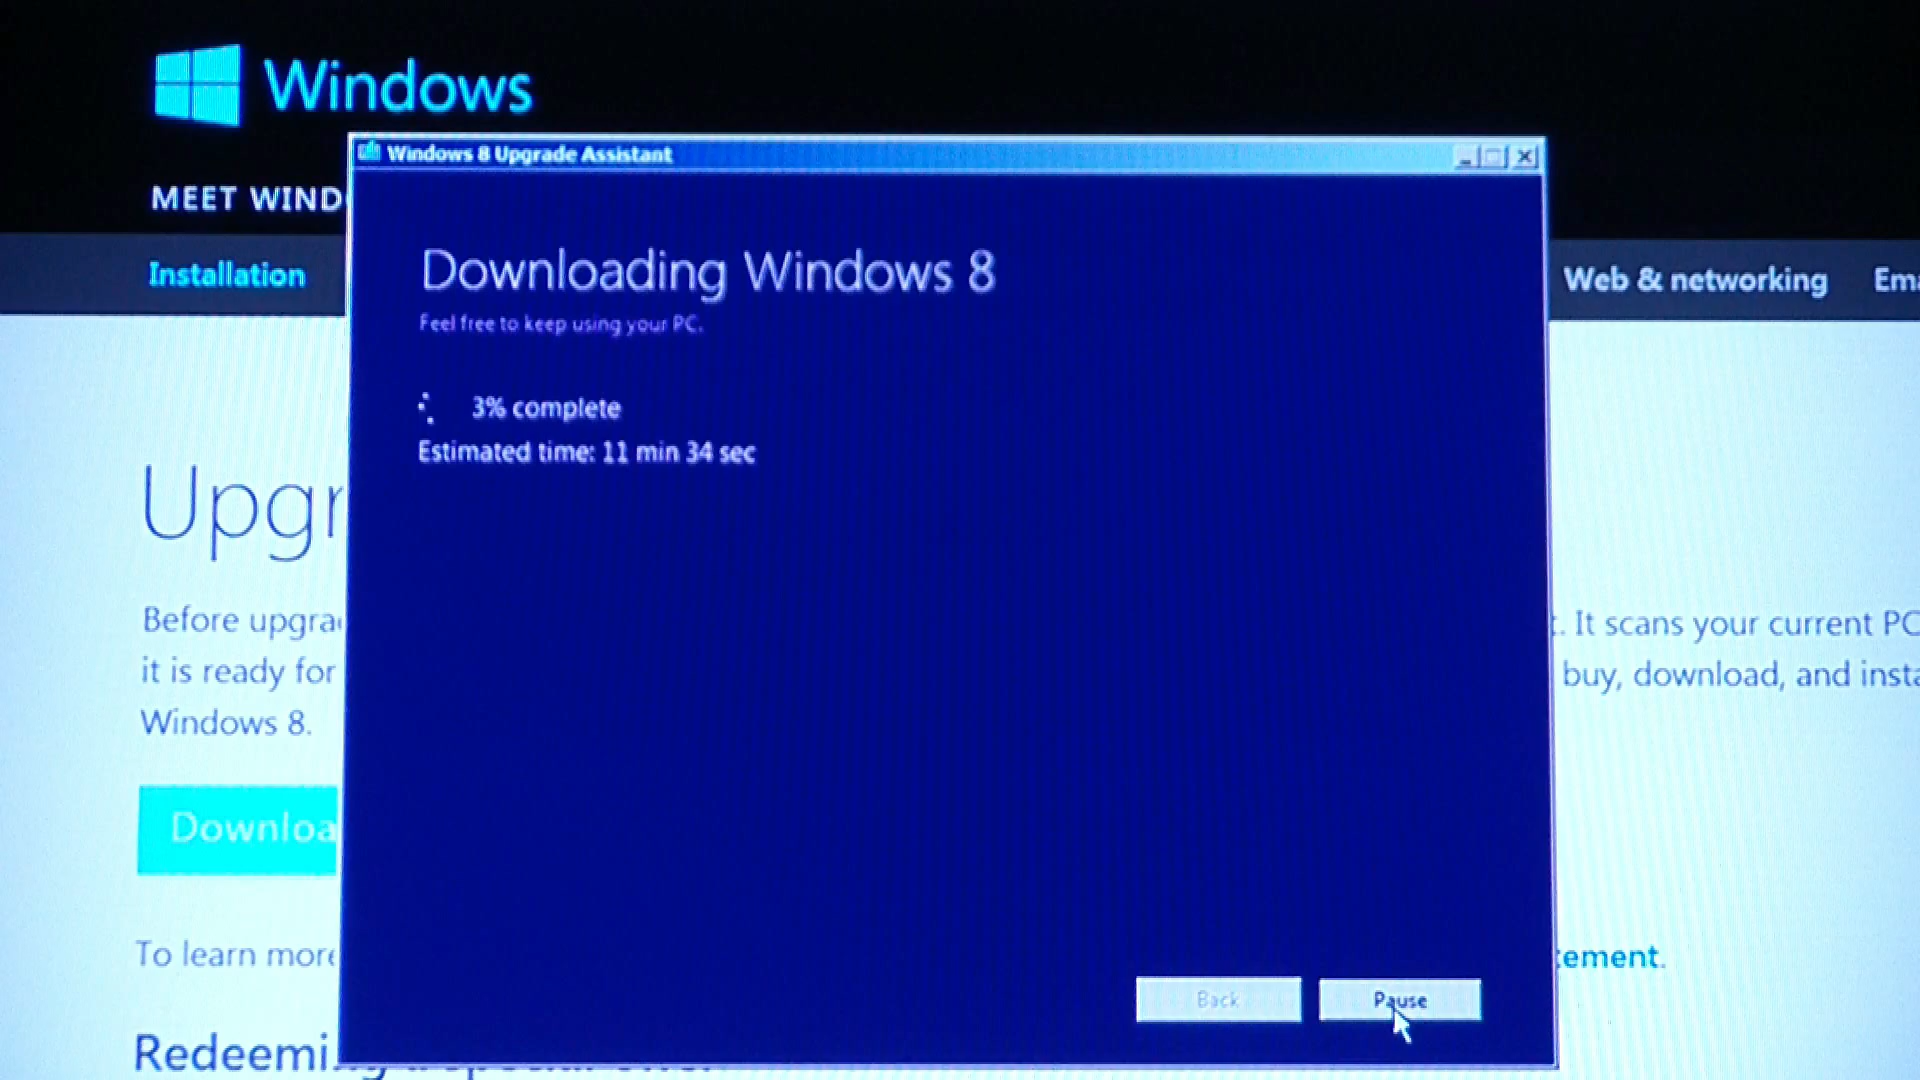 Windows
Windows 8 Upgrade Assistant
MEET WIND
Installation
Web & networking
Downloading Windows 8
Feel free to keep using your PC.
3% complete
Estimated time: 11 min 34 sec
Upgr
Before upgra
. It scans your current PC
it is ready for
buy, download, and insta
Windows 8.
Downloa
To learn more
tement.
Back
Pause
Redeemi